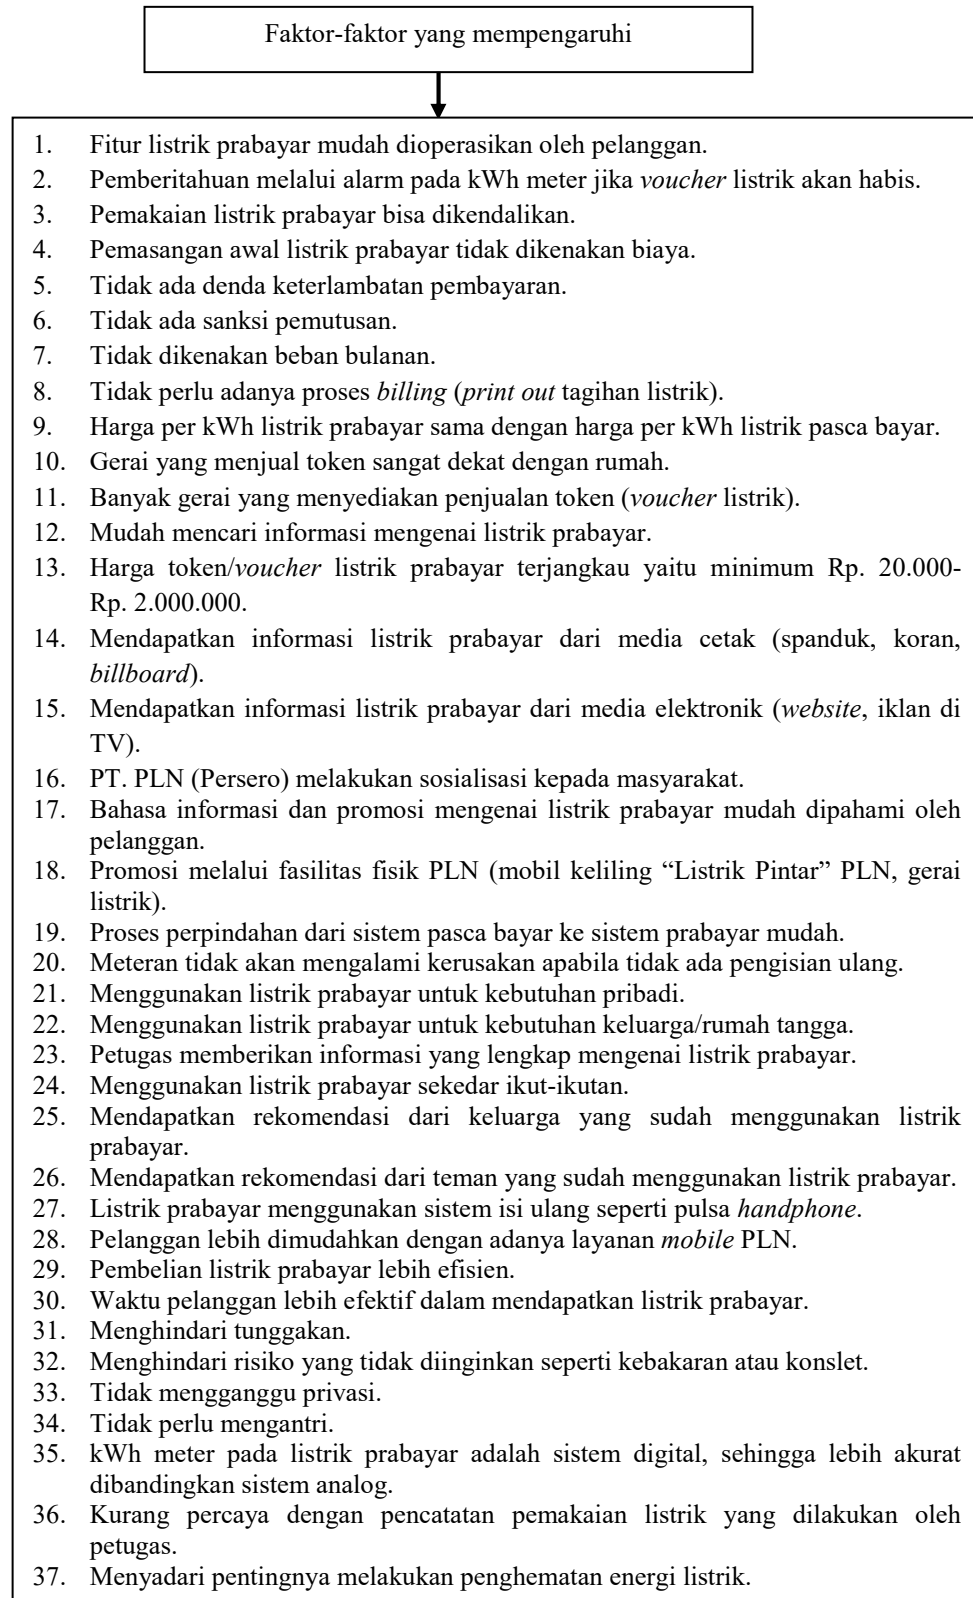 Faktor-faktor yang mempengaruhi
1. Fitur listrik prabayar mudah dioperasikan oleh pelanggan.
2. Pemberitahuan melalui alarm pada kWh meter jika voucher listrik akan habis.
3. Pemakaian listrik prabayar bisa dikendalikan.
4. Pemasangan awal listrik prabayar tidak dikenakan biaya.
5. Tidak ada denda keterlambatan pembayaran.
6. Tidak ada sanksi pemutusan.
7. Tidak dikenakan beban bulanan.
8. Tidak perlu adanya proses billing (print out tagihan listrik).
9. Harga per kWh listrik prabayar sama dengan harga per kWh listrik pasca bayar.
10. Gerai yang menjual token sangat dekat dengan rumah.
11. Banyak gerai yang menyediakan penjualan token (voucher listrik).
12. Mudah mencari informasi mengenai listrik prabayar.
13. Harga token/voucher listrik prabayar terjangkau yaitu minimum Rp. 20.000-
Rp. 2.000.000.
14. Mendapatkan informasi listrik prabayar dari media cetak (spanduk, koran,
billboard).
15. Mendapatkan informasi listrik prabayar dari media elektronik (website, iklan di
TV).
16. PT. PLN (Persero) melakukan sosialisasi kepada masyarakat.
17. Bahasa informasi dan promosi mengenai listrik prabayar mudah dipahami oleh
pelanggan.
18. Promosi melalui fasilitas fisik PLN (mobil keliling “Listrik Pintar” PLN, gerai
listrik).
19. Proses perpindahan dari sistem pasca bayar ke sistem prabayar mudah.
20. Meteran tidak akan mengalami kerusakan apabila tidak ada pengisian ulang.
21. Menggunakan listrik prabayar untuk kebutuhan pribadi.
22. Menggunakan listrik prabayar untuk kebutuhan keluarga/rumah tangga.
23. Petugas memberikan informasi yang lengkap mengenai listrik prabayar.
24. Menggunakan listrik prabayar sekedar ikut-ikutan.
25. Mendapatkan rekomendasi dari keluarga yang sudah menggunakan listrik
prabayar.
26. Mendapatkan rekomendasi dari teman yang sudah menggunakan listrik prabayar.
27. Listrik prabayar menggunakan sistem isi ulang seperti pulsa handphone.
28. Pelanggan lebih dimudahkan dengan adanya layanan mobile PLN.
29. Pembelian listrik prabayar lebih efisien.
30. Waktu pelanggan lebih efektif dalam mendapatkan listrik prabayar.
31. Menghindari tunggakan.
32. Menghindari risiko yang tidak diinginkan seperti kebakaran atau konslet.
33. Tidak mengganggu privasi.
34. Tidak perlu mengantri.
35. kWh meter pada listrik prabayar adalah sistem digital, sehingga lebih akurat
dibandingkan sistem analog.
36. Kurang percaya dengan pencatatan pemakaian listrik yang dilakukan oleh
petugas.
37. Menyadari pentingnya melakukan penghematan energi listrik.